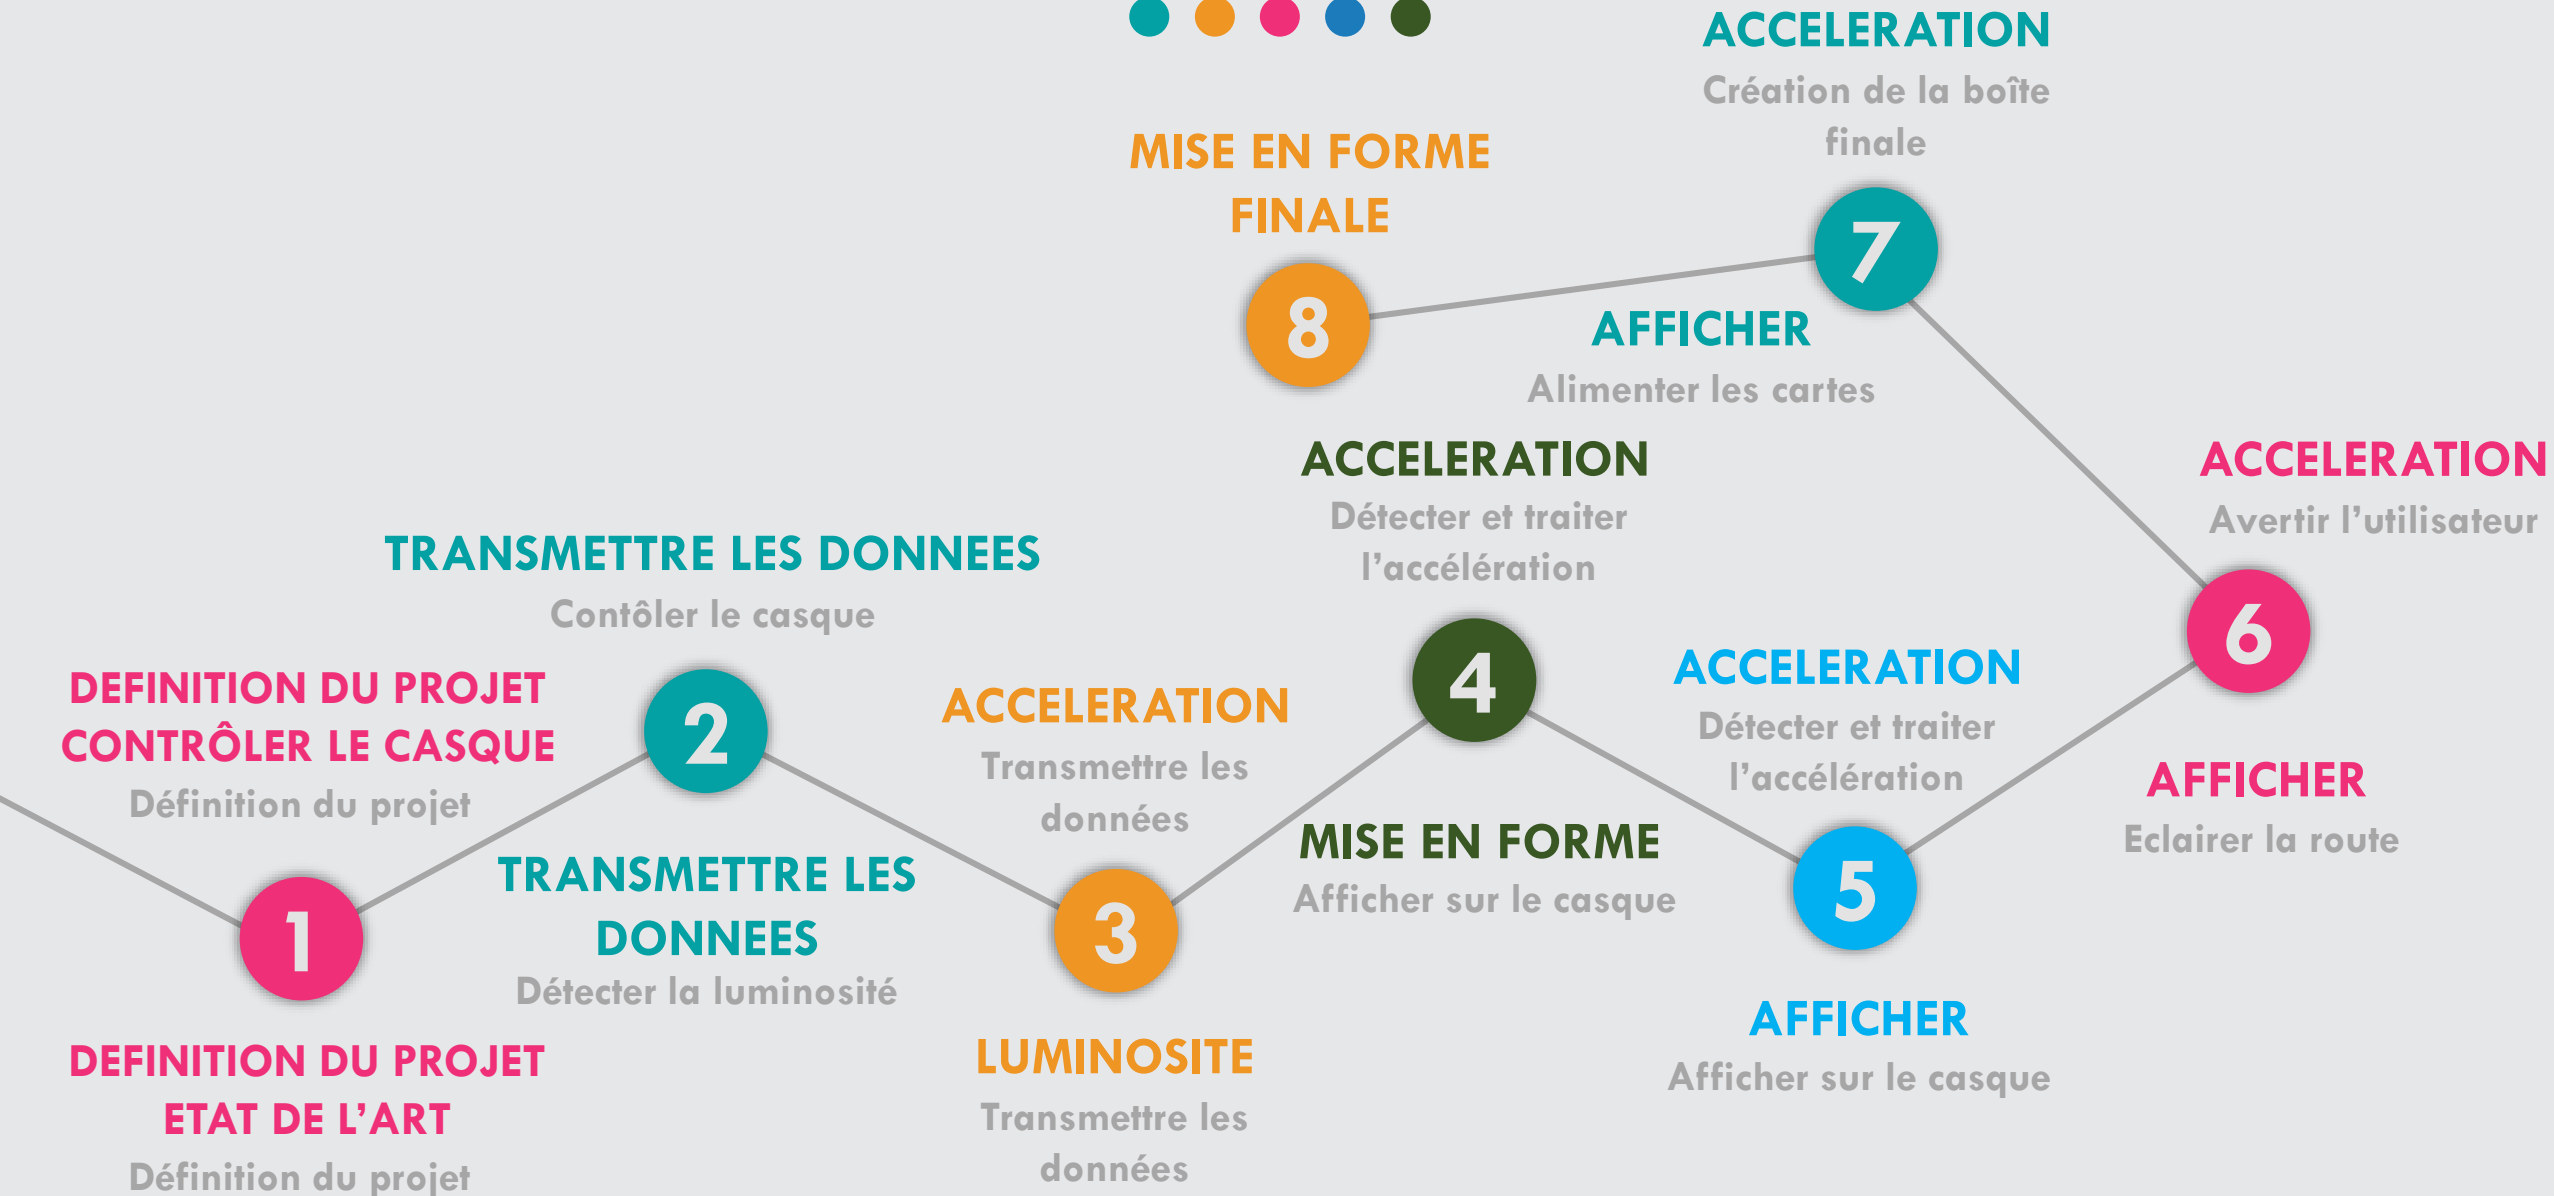 DEFINITION DU PROJET
CONTRÔLER LE CASQUE
Définition du projet
1
DEFINITION DU PROJET
ETAT DE L’ART
Définition du projet
TRANSMETTRE LES DONNEES
Contôler le casque
2
TRANSMETTRE LES
DONNEES
Détecter la luminosité
ACCELERATION
Transmettre les
données
3
LUMINOSITE
Transmettre les
données
ACCELERATION
Détecter et traiter
l’accélération
4
MISE EN FORME
Afficher sur le casque
ACCELERATION
Détecter et traiter
l’accélération
5
AFFICHER
Afficher sur le casque
ACCELERATION
Avertir l’utilisateur
6
AFFICHER
Eclairer la route
ACCELERATION
Création de la boîte
finale
7
AFFICHER
Alimenter les cartes
MISE EN FORME
FINALE
8